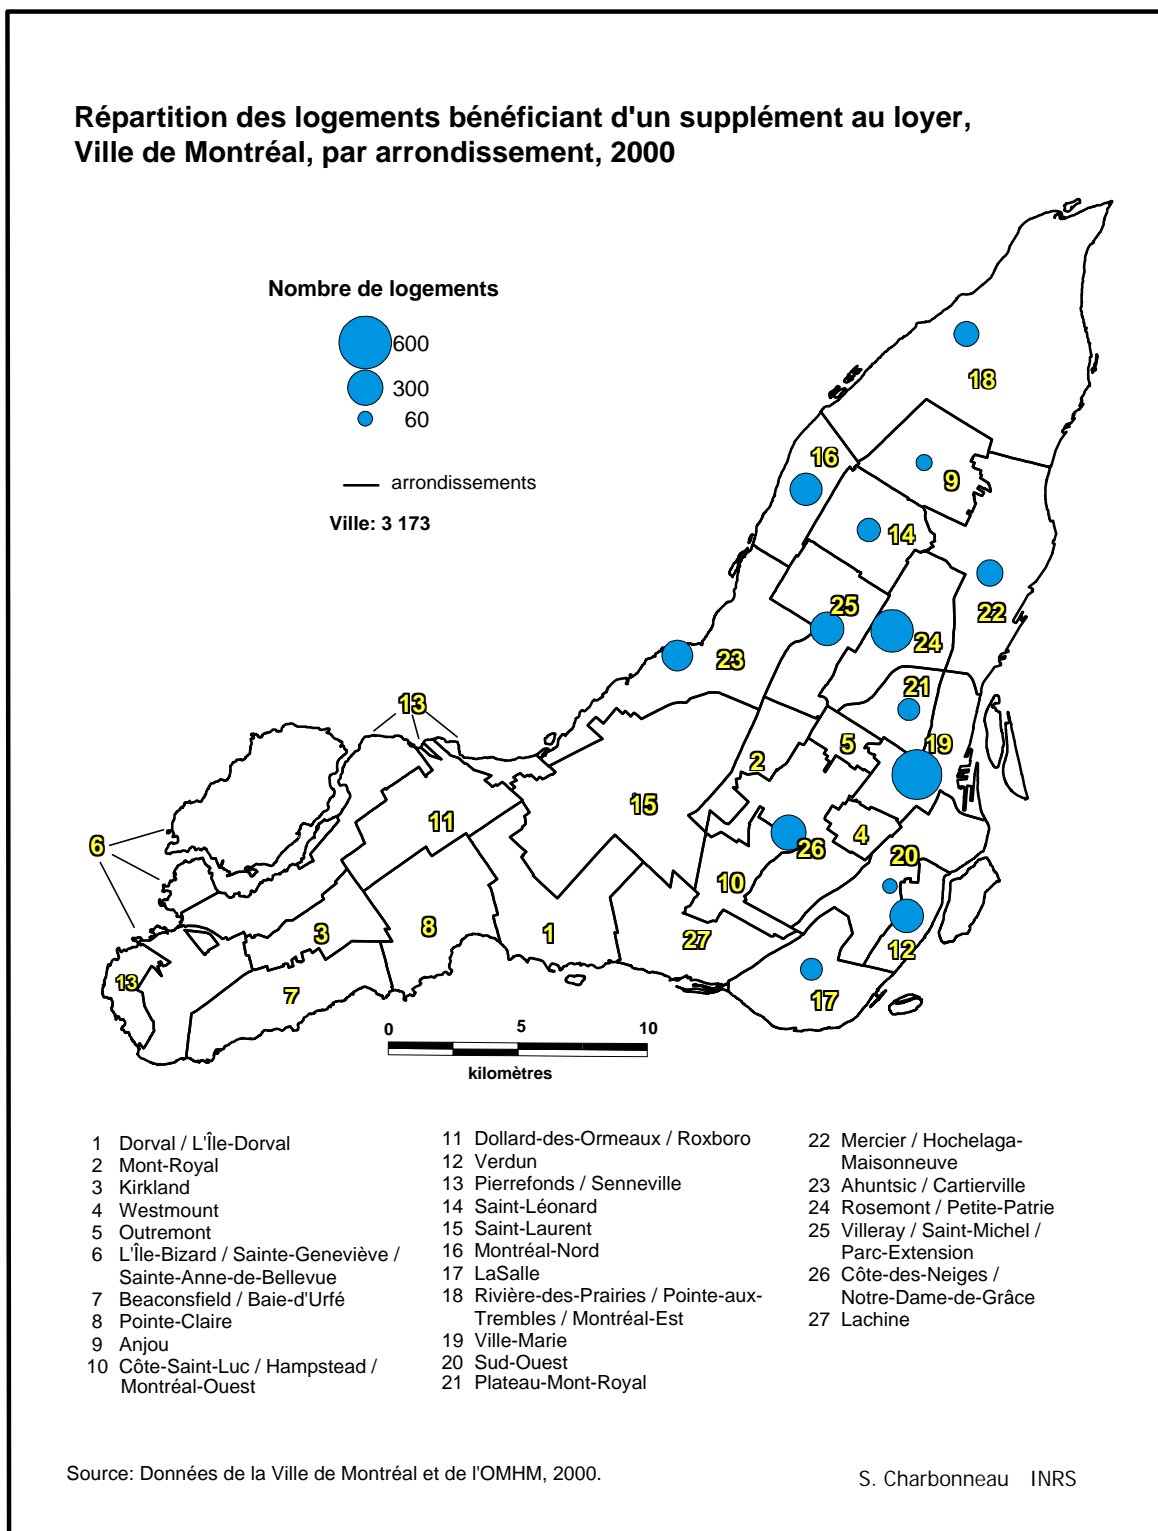 Répartition des logements bénéficiant d'un supplément au loyer,
Ville de Montréal, par arrondissement, 2000
Nombre de logements
600
300
60
arrondissements
Ville: 3 173
18
16
9
14
25
22
24
23
21
13
5
19
2
15
11
6
4
26
20
10
3
8
1
27
12
13
7
17
0 5 10
kilomètres
1 Dorval / L'Île-Dorval
2 Mont-Royal
3 Kirkland
4 Westmount
5 Outremont
6 L'Île-Bizard / Sainte-Geneviève /
Sainte-Anne-de-Bellevue
7 Beaconsfield / Baie-d'Urfé
8 Pointe-Claire
9 Anjou
10 Côte-Saint-Luc / Hampstead /
Montréal-Ouest
11 Dollard-des-Ormeaux / Roxboro
12 Verdun
13 Pierrefonds / Senneville
14 Saint-Léonard
15 Saint-Laurent
16 Montréal-Nord
17 LaSalle
18 Rivière-des-Prairies / Pointe-aux-
Trembles / Montréal-Est
19 Ville-Marie
20 Sud-Ouest
21 Plateau-Mont-Royal
22 Mercier / Hochelaga-
Maisonneuve
23 Ahuntsic / Cartierville
24 Rosemont / Petite-Patrie
25 Villeray / Saint-Michel /
Parc-Extension
26 Côte-des-Neiges /
Notre-Dame-de-Grâce
27 Lachine
Source: Données de la Ville de Montréal et de l'OMHM, 2000.
S. Charbonneau INRS